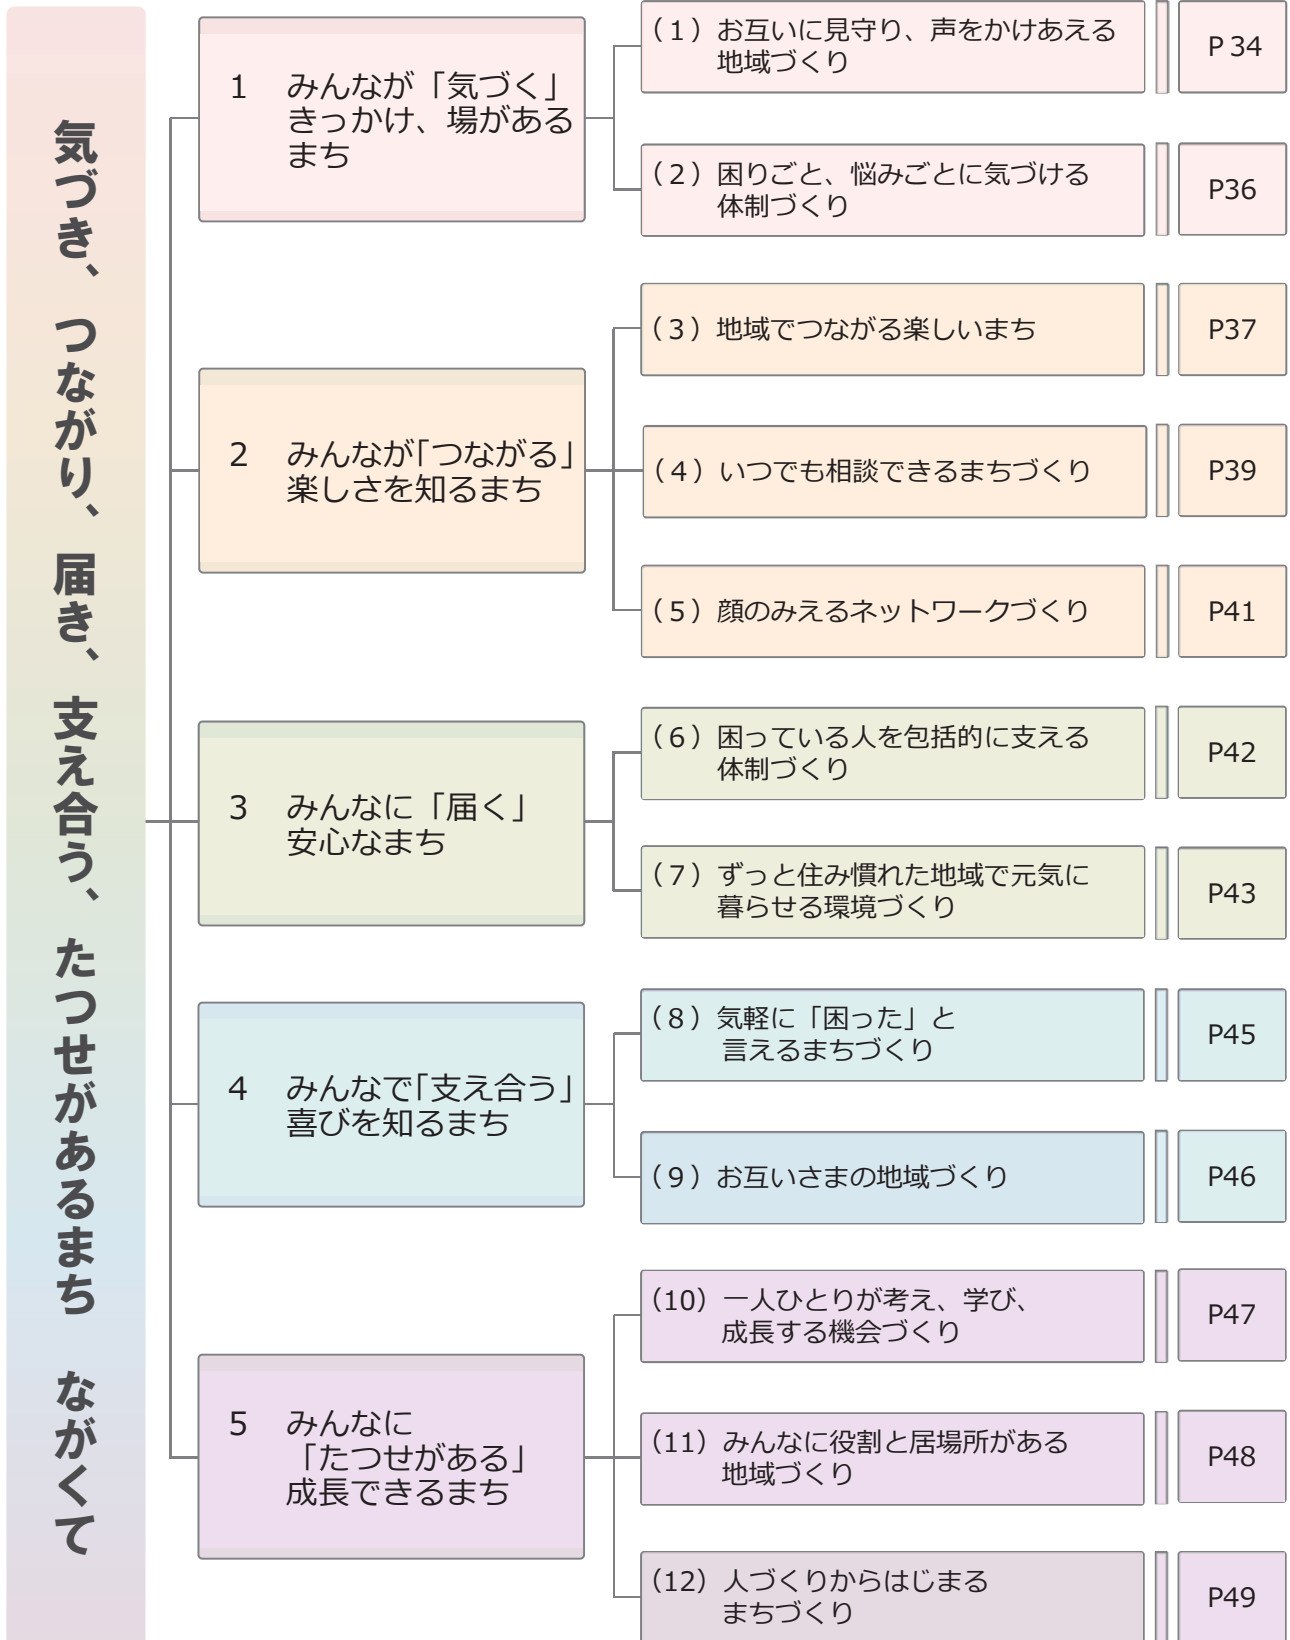 気づき、つながり、届き、支え合う、たつせがあるまち　ながくて
1　みんなが「気づく」
きっかけ、場がある
まち
（1）お互いに見守り、声をかけあえる
地域づくり
P 34
（2）困りごと、悩みごとに気づける
体制づくり
P36
2　みんなが「つながる」
楽しさを知るまち
（3）地域でつながる楽しいまち
P37
（4）いつでも相談できるまちづくり
P39
（5）顔のみえるネットワークづくり
P41
3　みんなに「届く」
安心なまち
（6）困っている人を包括的に支える
体制づくり
P42
（7）ずっと住み慣れた地域で元気に
暮らせる環境づくり
P43
4　みんなで「支え合う」
喜びを知るまち
（8）気軽に「困った」と
言えるまちづくり
P45
（9）お互いさまの地域づくり
P46
5　みんなに
「たつせがある」
成長できるまち
（10）一人ひとりが考え、学び、
成長する機会づくり
P47
（11）みんなに役割と居場所がある
地域づくり
P48
（12）人づくりからはじまる
まちづくり
P49